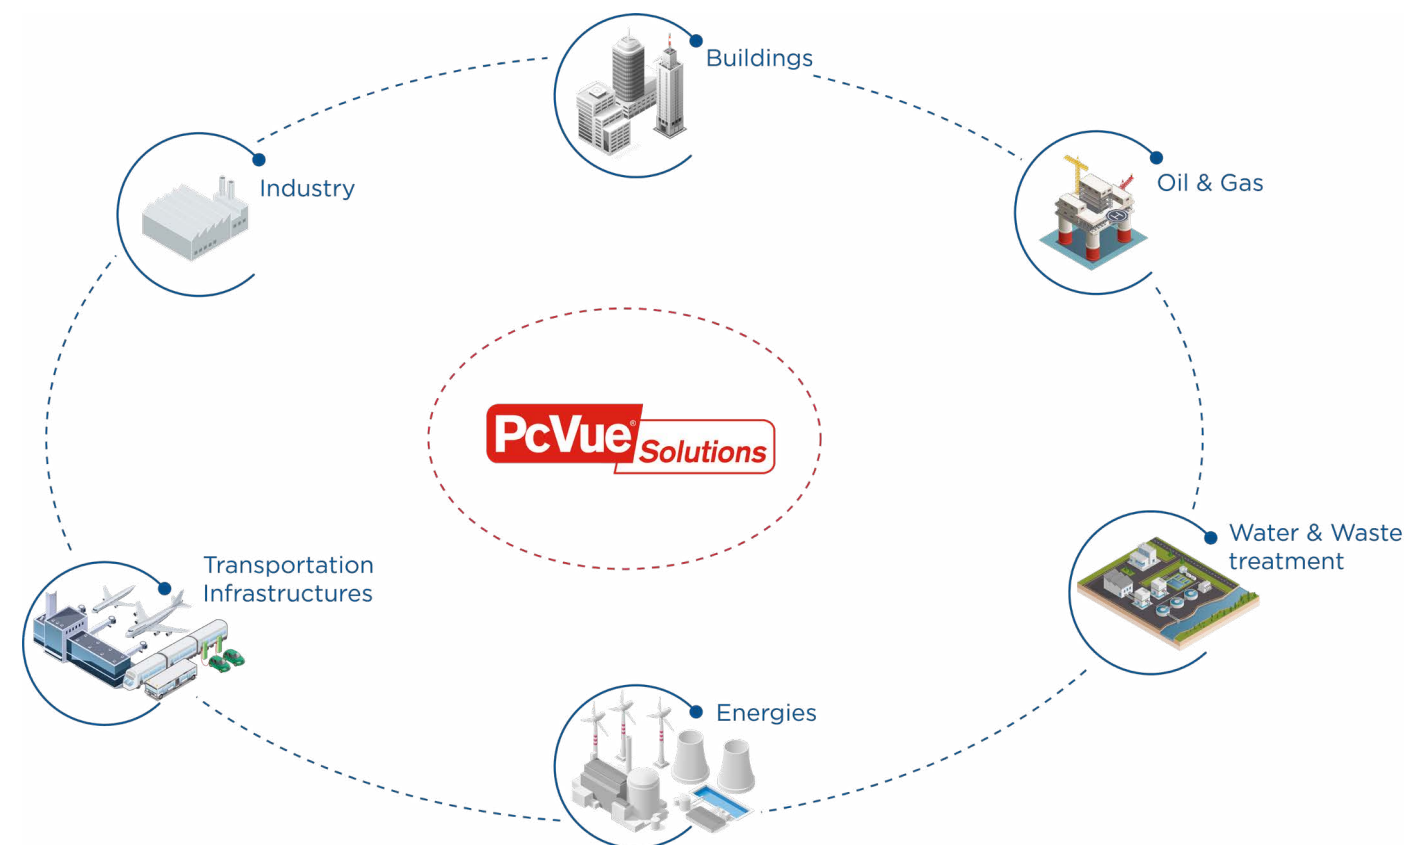 Buildings
Industry
Oil & Gas
PcVue®
Solutions
Water & Waste
treatment
Transportation
Infrastructures
Energies
H